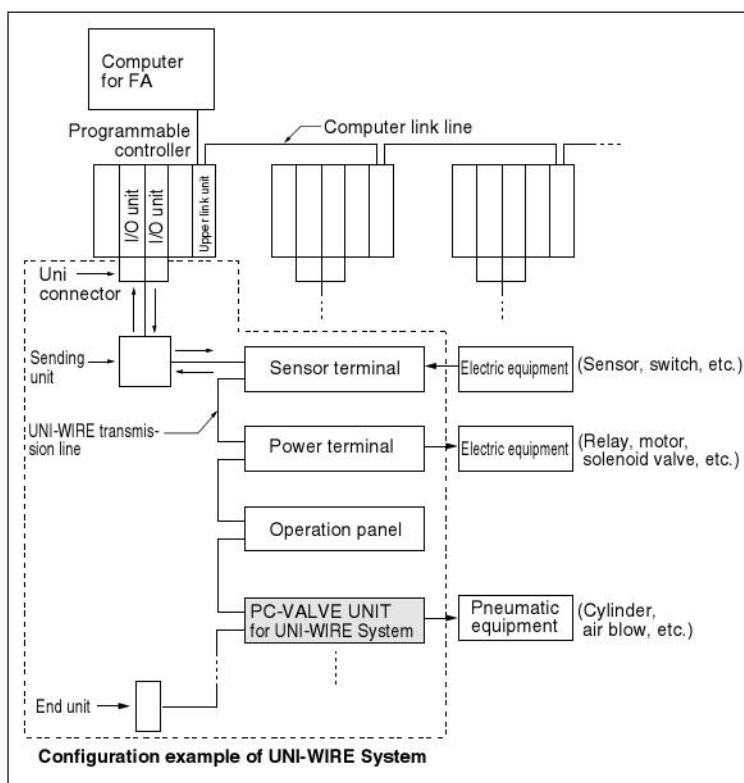 Computer
for FA
Programmable
controller
Computer link line
I/O unit
I/O unit
Upper link unit
Uni
connector
Sending
unit
Sensor terminal
Electric equipment
(Sensor, switch, etc.)
UNI-WIRE transmis-
sion line
Power terminal
Electric equipment
(Relay, motor,
solenoid valve, etc.)
Operation panel
PC-VALVE UNIT
for UNI-WIRE System
Pneumatic
equipment
(Cylinder,
air blow, etc.)
End unit
Configuration example of UNI-WIRE System